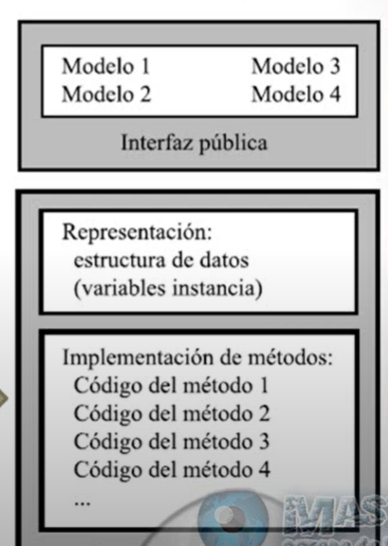 Modelo 1 Modelo 3
Modelo 2 Modelo 4
Interfaz pública
Representación:
estructura de datos
(variables instancia)
Implementación de métodos:
Código del método 1
Código del método 2
Código del método 3
Código del método 4
...
MAS